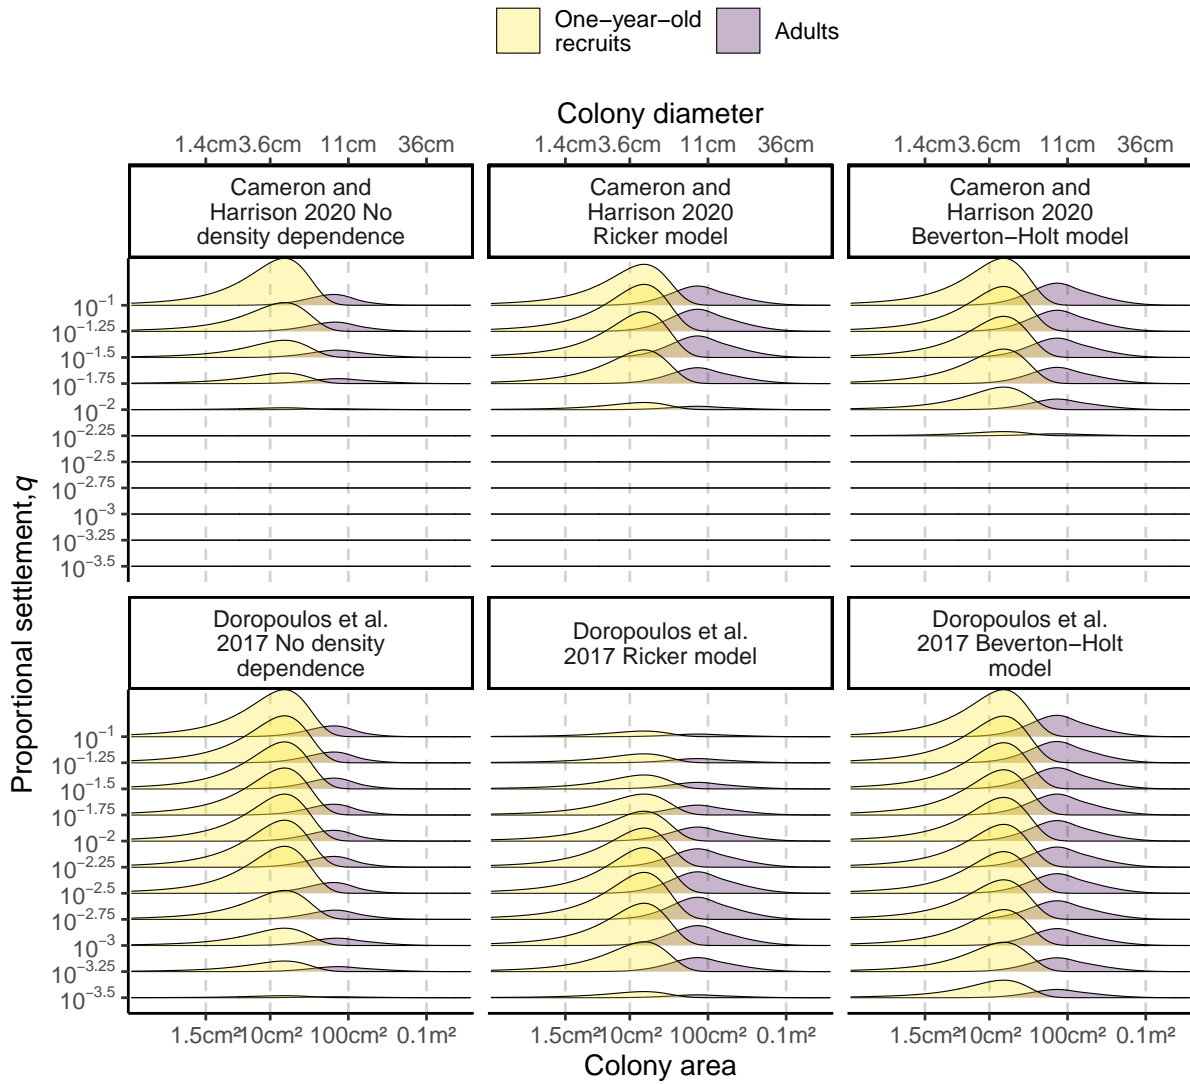 One−year−old
recruits
Adults
Colony diameter
1.4cm 3.6cm 11cm 36cm 1.4cm 3.6cm 11cm 36cm 1.4cm 3.6cm 11cm 36cm
Cameron and
Harrison 2020 No
density dependence
Cameron and
Harrison 2020
Ricker model
Cameron and
Harrison 2020
Beverton−Holt model
10^−1
10^−1.25
10^−1.5
10^−1.75
10^−2
10^−2.25
10^−2.5
10^−2.75
10^−3
10^−3.25
10^−3.5
Proportional settlement,q
Doropoulos et al.
2017 No density
dependence
Doropoulos et al.
2017 Ricker model
Doropoulos et al.
2017 Beverton−Holt
model
10^−1
10^−1.25
10^−1.5
10^−1.75
10^−2
10^−2.25
10^−2.5
10^−2.75
10^−3
10^−3.25
10^−3.5
1.5cm² 10cm² 100cm² 0.1m² 1.5cm² 10cm² 100cm² 0.1m² 1.5cm² 10cm² 100cm² 0.1m²
Colony area